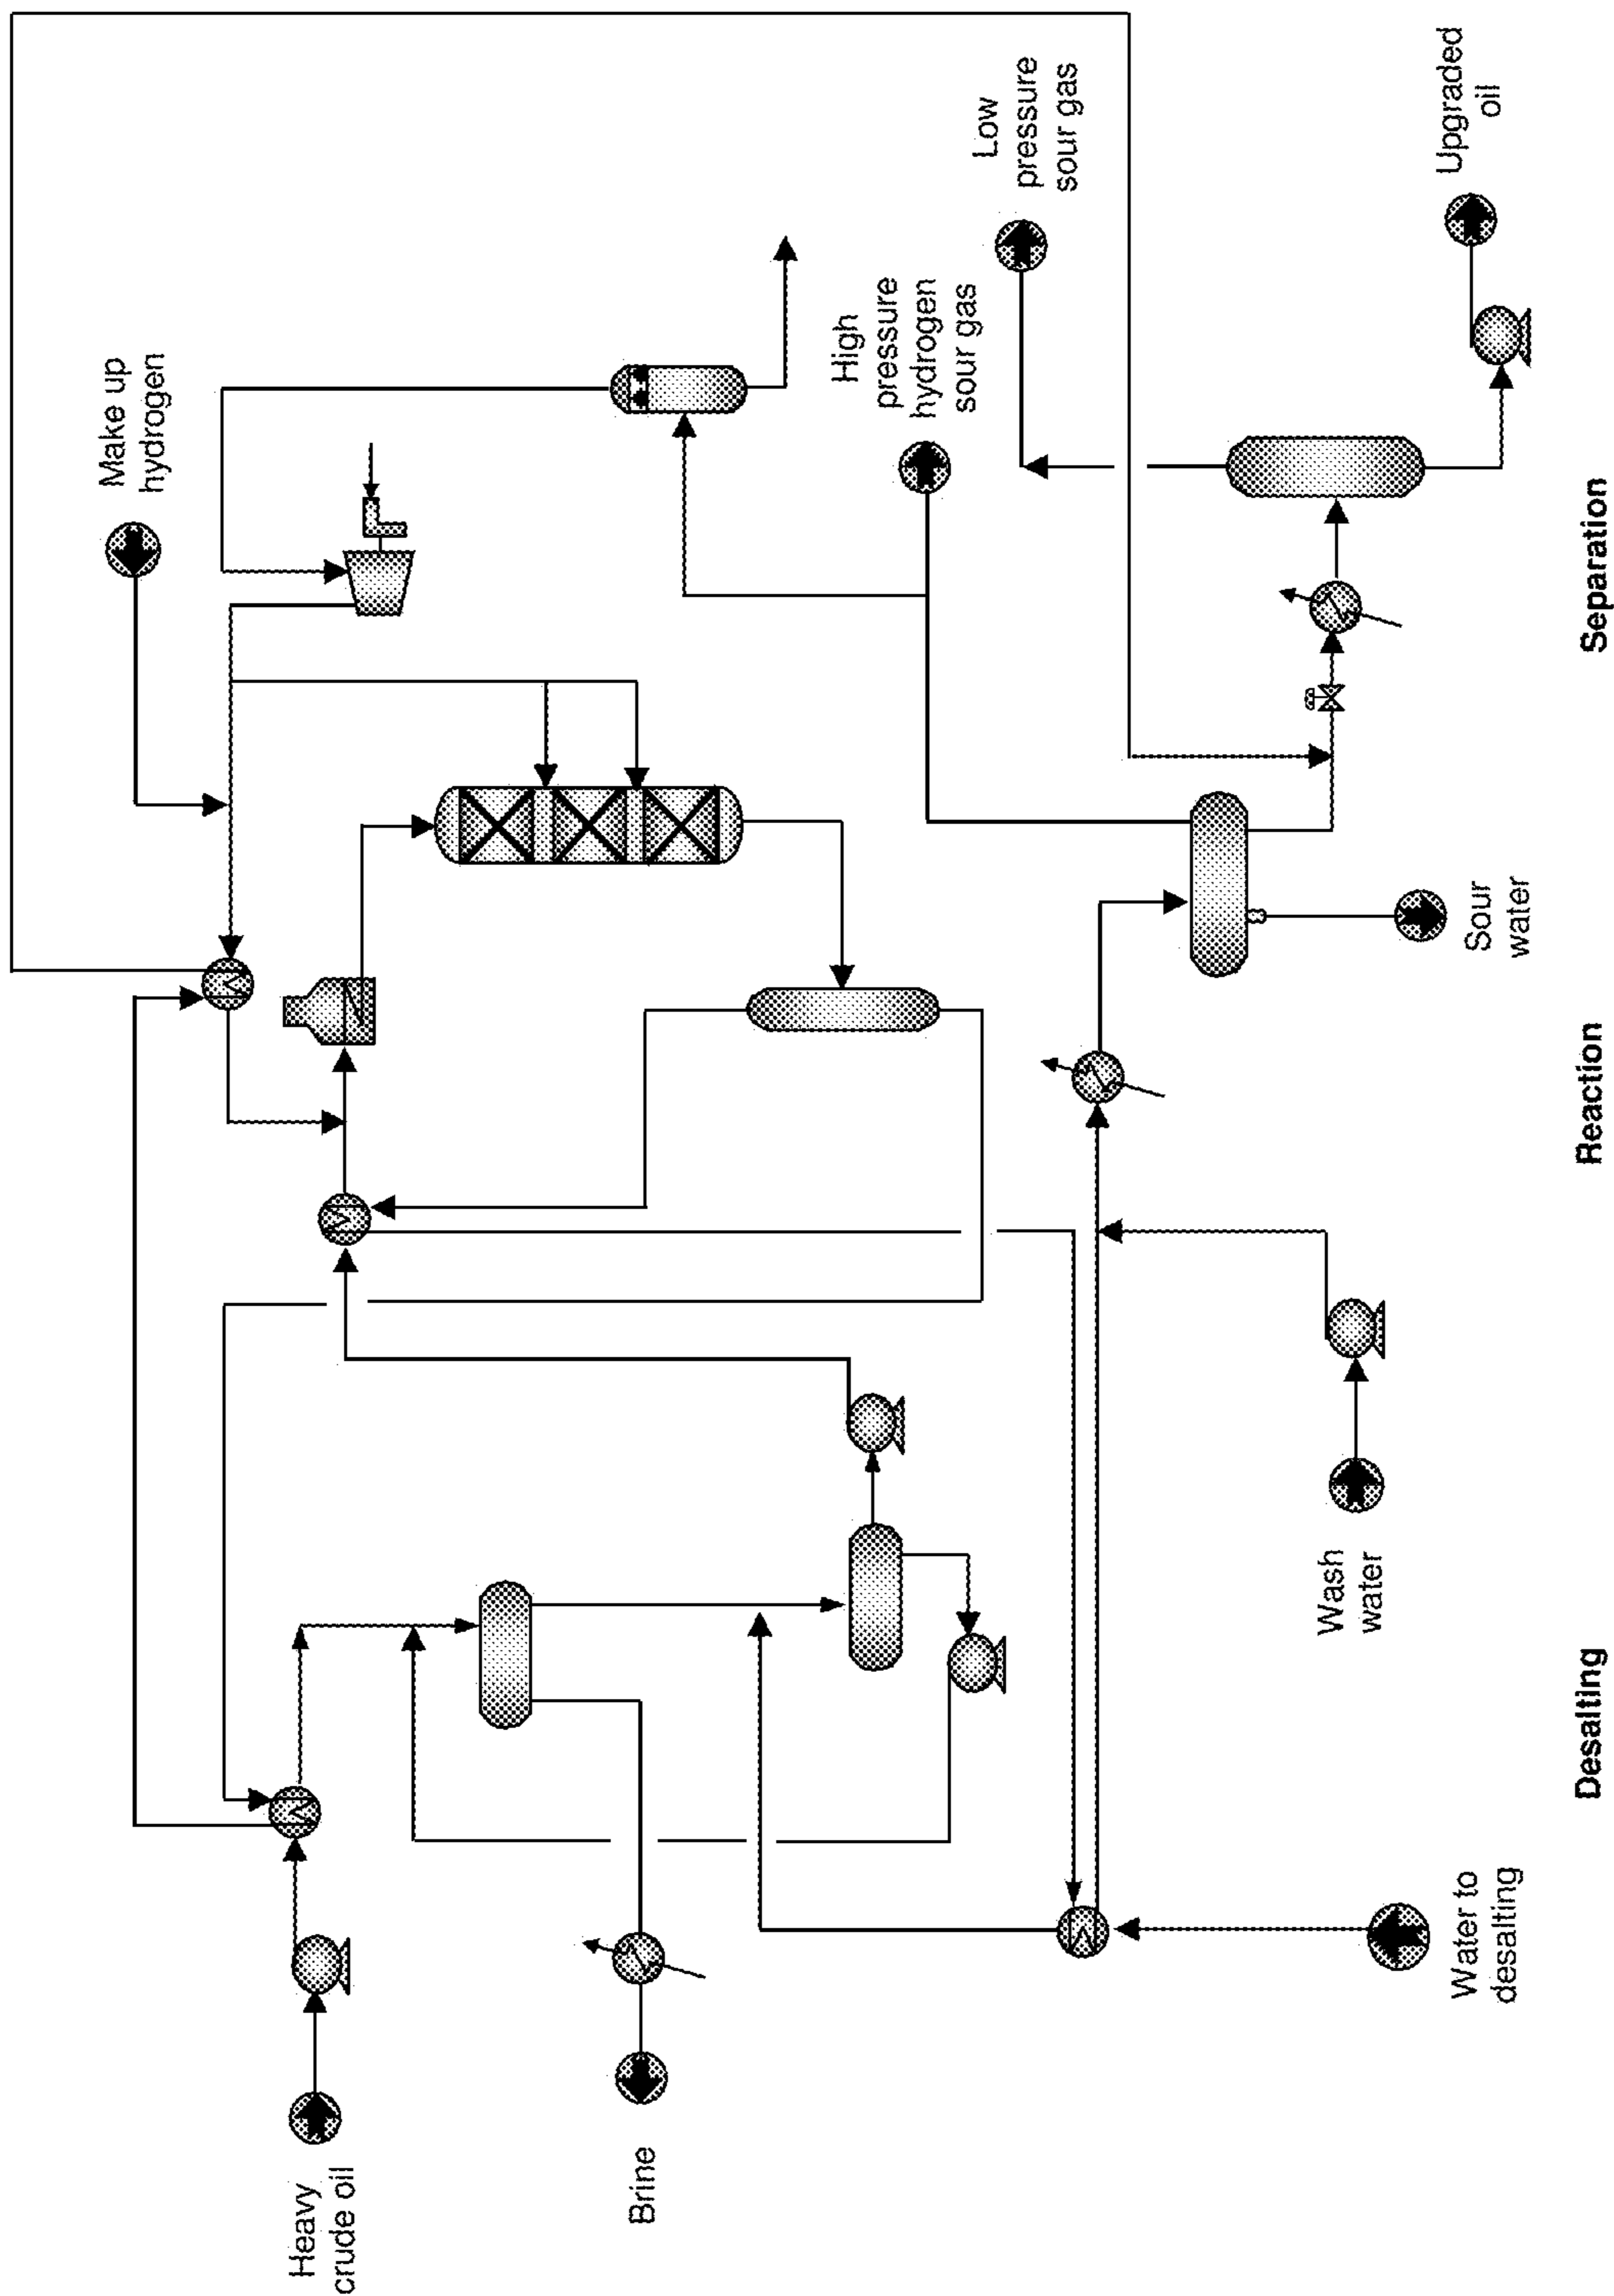 Heavy
crude oil
Brine
Water to
desalting
Wash
water
Make up
hydrogen
High
pressure
hydrogen
sour gas
Low
pressure
sour gas
Sour
water
Upgraded
oil
Desalting
Reaction
Separation